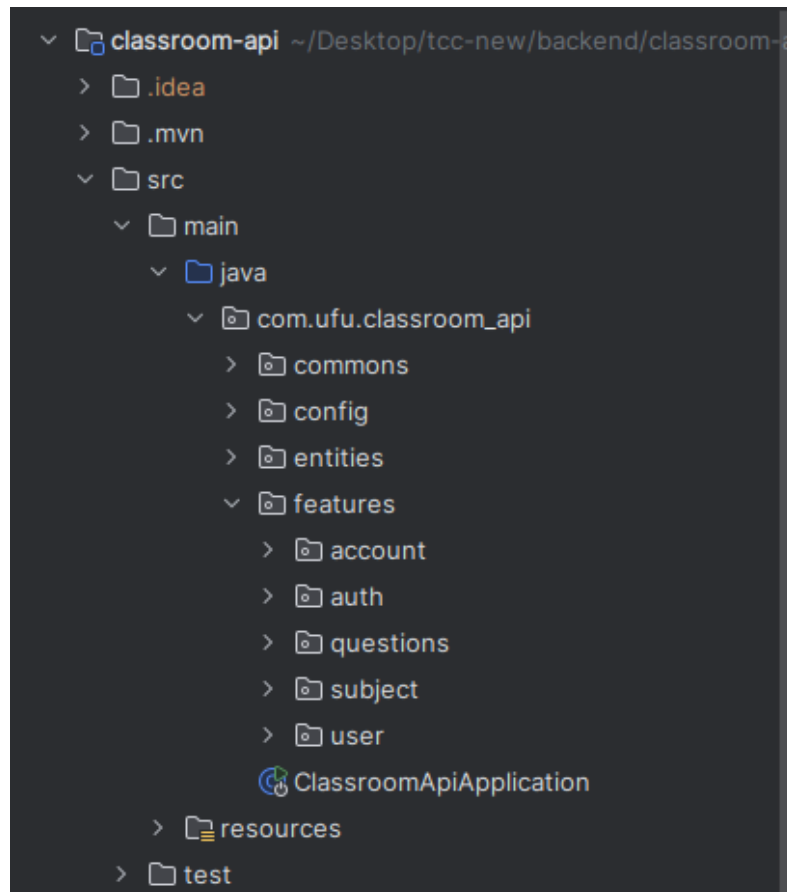 classroom-api ~/Desktop/tcc-new/backend/classroom-a
.idea
.mvn
src
main
java
com.ufu.classroom_api
commons
config
entities
features
account
auth
questions
subject
user
ClassroomApiApplication
resources
test